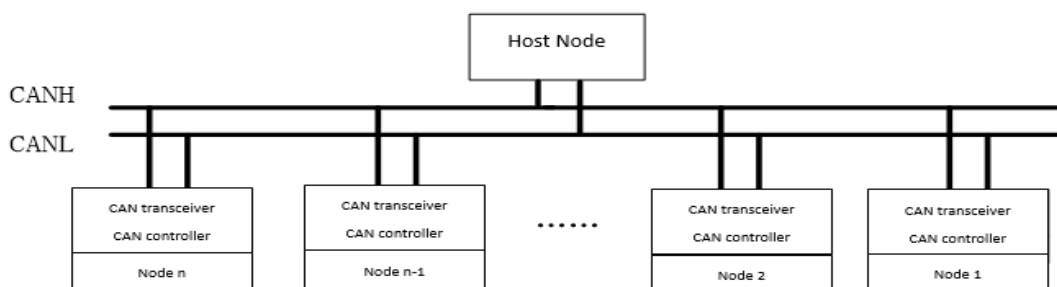 Host Node
CANH
CANL
CAN transceiver
CAN controller
Node n
CAN transceiver
CAN controller
Node n-1
......
CAN transceiver
CAN controller
Node 2
CAN transceiver
CAN controller
Node 1